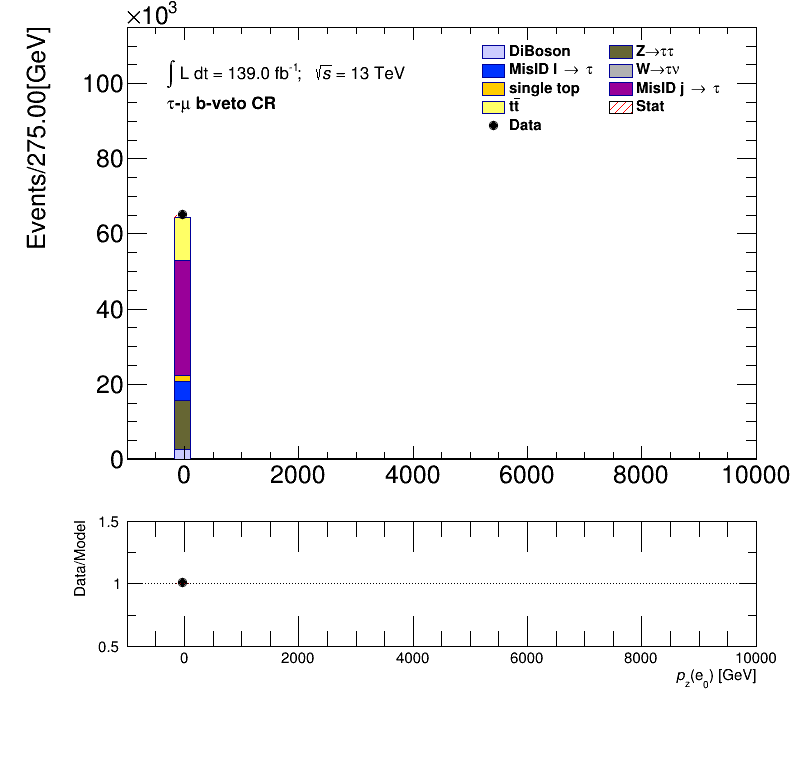 ×10³
Events/275.00[GeV]
100
80
60
40
20
0
∫ L dt = 139.0 fb⁻¹; √s = 13 TeV
τ-μ b-veto CR
DiBoson
MisID l → τ
single top
tt̄
Data
Z→ττ
W→τν
MisID j → τ
Stat
0 2000 4000 6000 8000 10000
Data/Model
1.5
1
0.5
0 2000 4000 6000 8000 10000
p_z(e_0) [GeV]